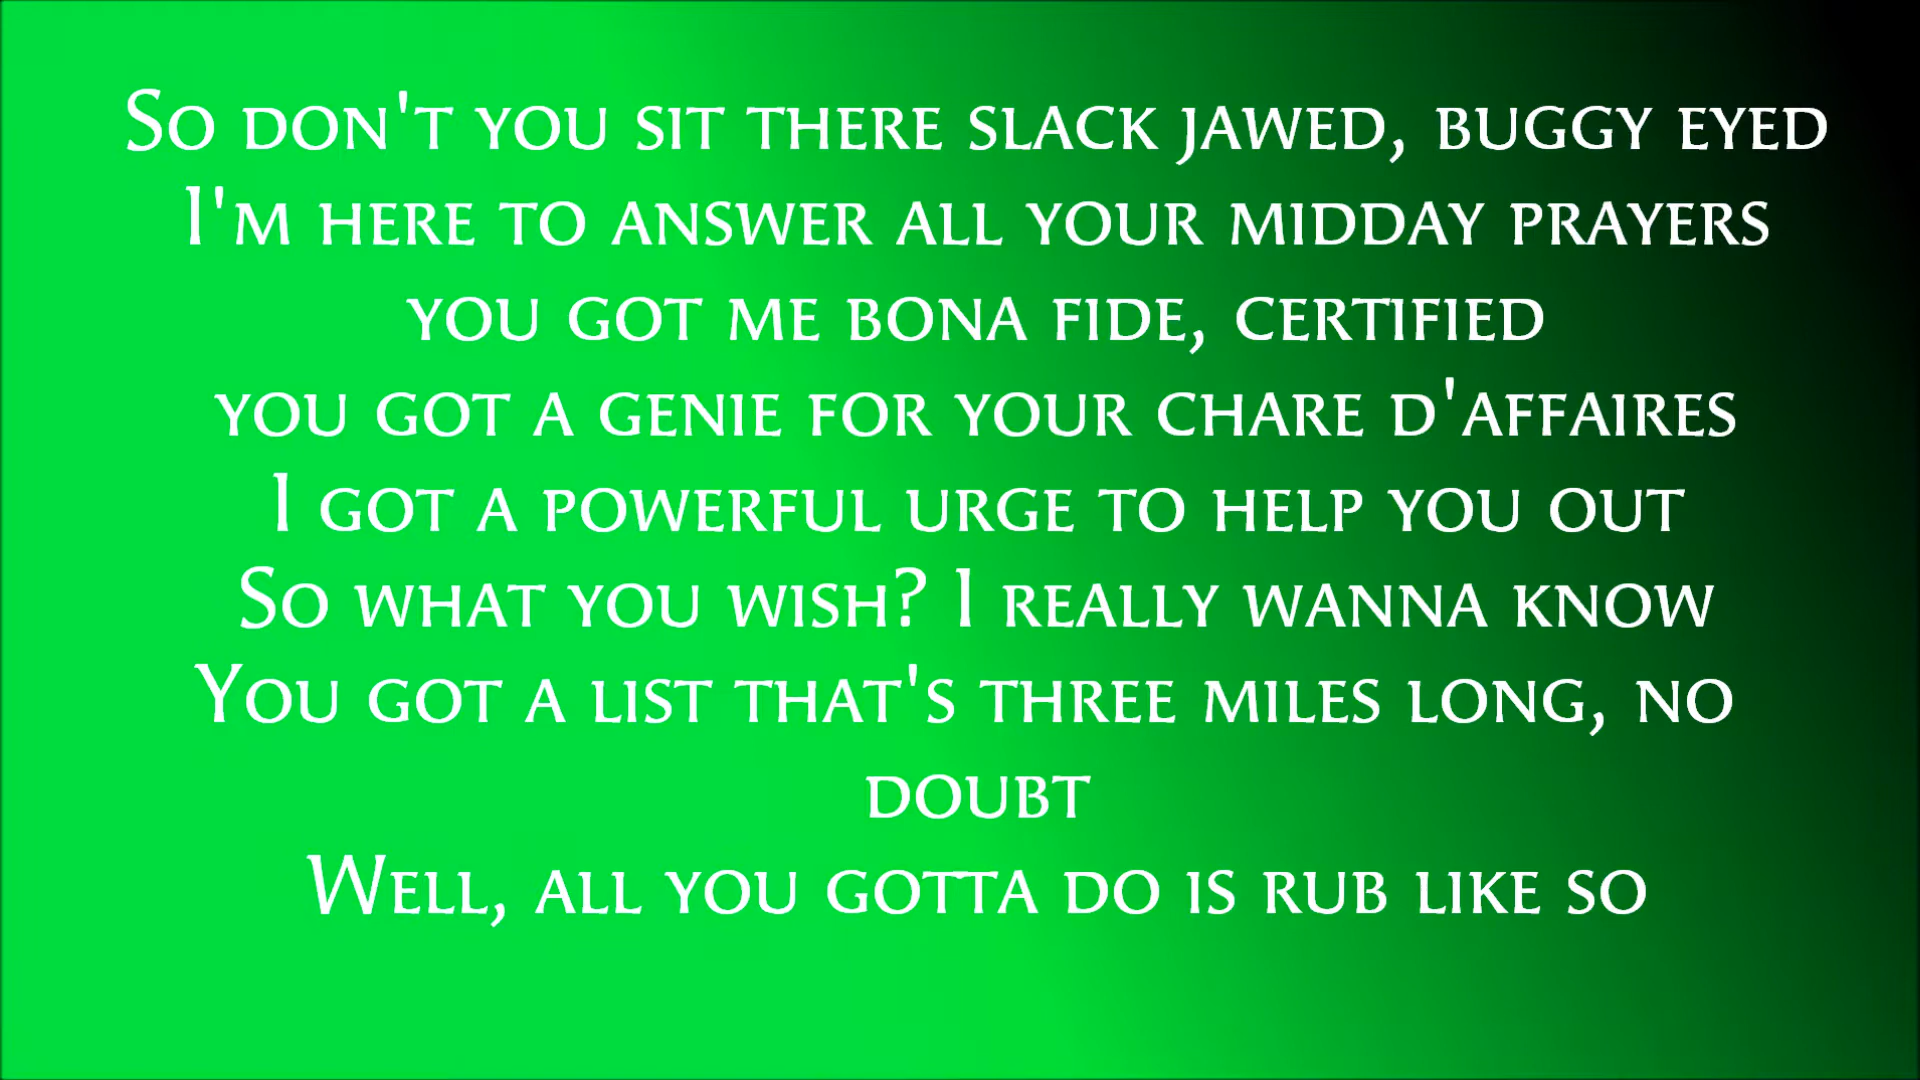 So don't you sit there slack jawed, buggy eyed
I'm here to answer all your midday prayers
you got me bona fide, certified
you got a genie for your chare d'affaires
I got a powerful urge to help you out
So what you wish? I really wanna know
You got a list that's three miles long, no
doubt
Well, all you gotta do is rub like so